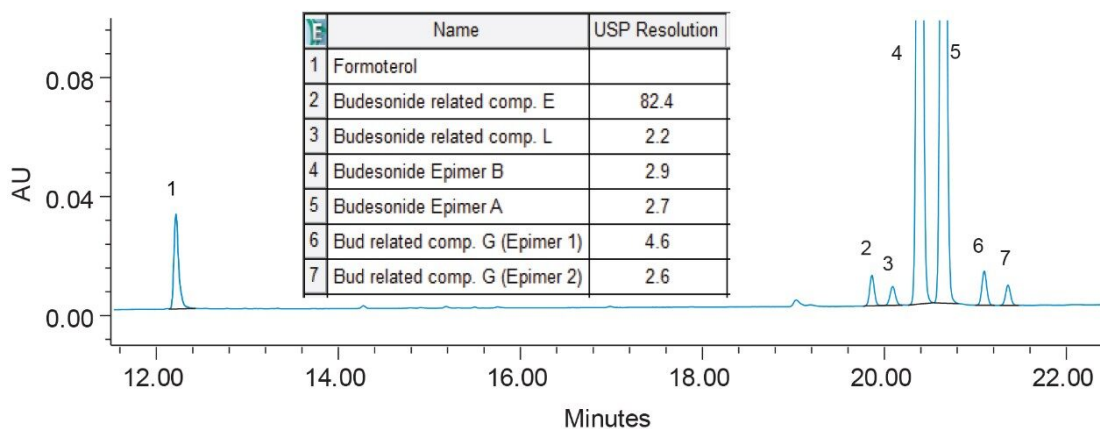 E Name USP Resolution
1 Formoterol
2 Budesonide related comp. E 82.4
3 Budesonide related comp. L 2.2
4 Budesonide Epimer B 2.9
5 Budesonide Epimer A 2.7
6 Bud related comp. G (Epimer 1) 4.6
7 Bud related comp. G (Epimer 2) 2.6
AU
0.08
0.04
0.00
1
2
3
4
5
6
7
12.00 14.00 16.00 18.00 20.00 22.00
Minutes